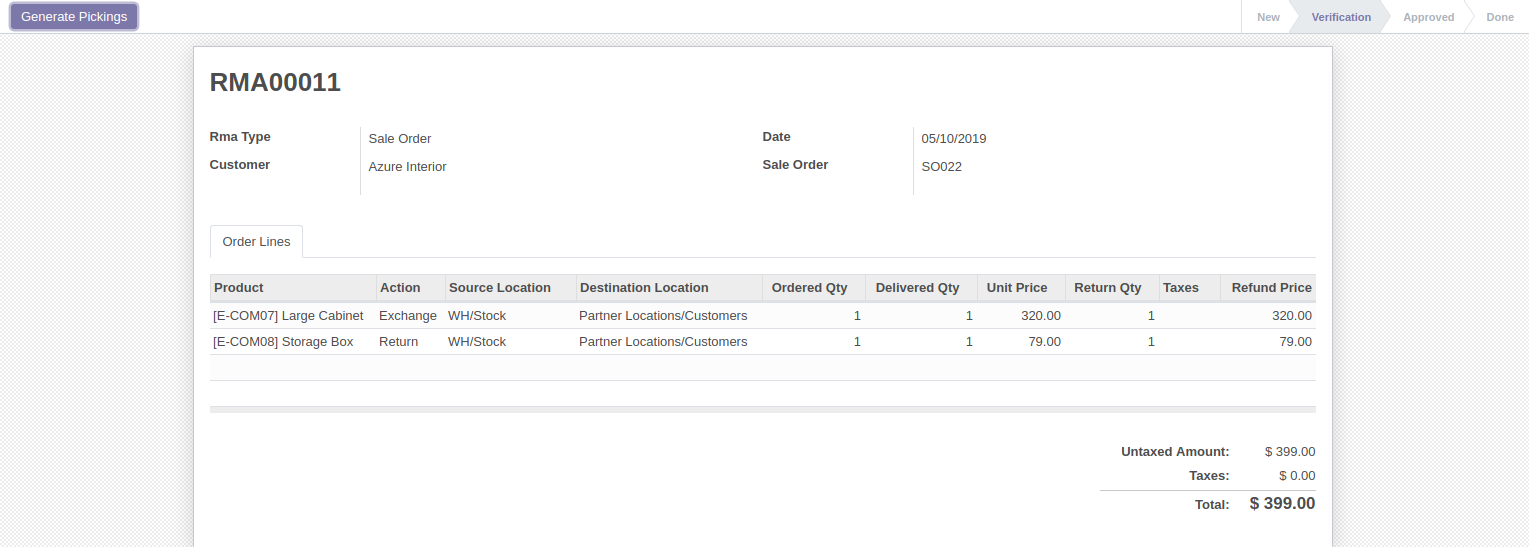 Generate Pickings New Verification Approved Done
RMA00011
Rma Type Sale Order Date 05/10/2019
Customer Azure Interior Sale Order SO022
Order Lines
Product Action Source Location Destination Location Ordered Qty Delivered Qty Unit Price Return Qty Taxes Refund Price
[E-COM07] Large Cabinet Exchange WH/Stock Partner Locations/Customers 1 1 320.00 1 320.00
[E-COM08] Storage Box Return WH/Stock Partner Locations/Customers 1 1 79.00 1 79.00
Untaxed Amount: $ 399.00
Taxes: $ 0.00
Total: $ 399.00